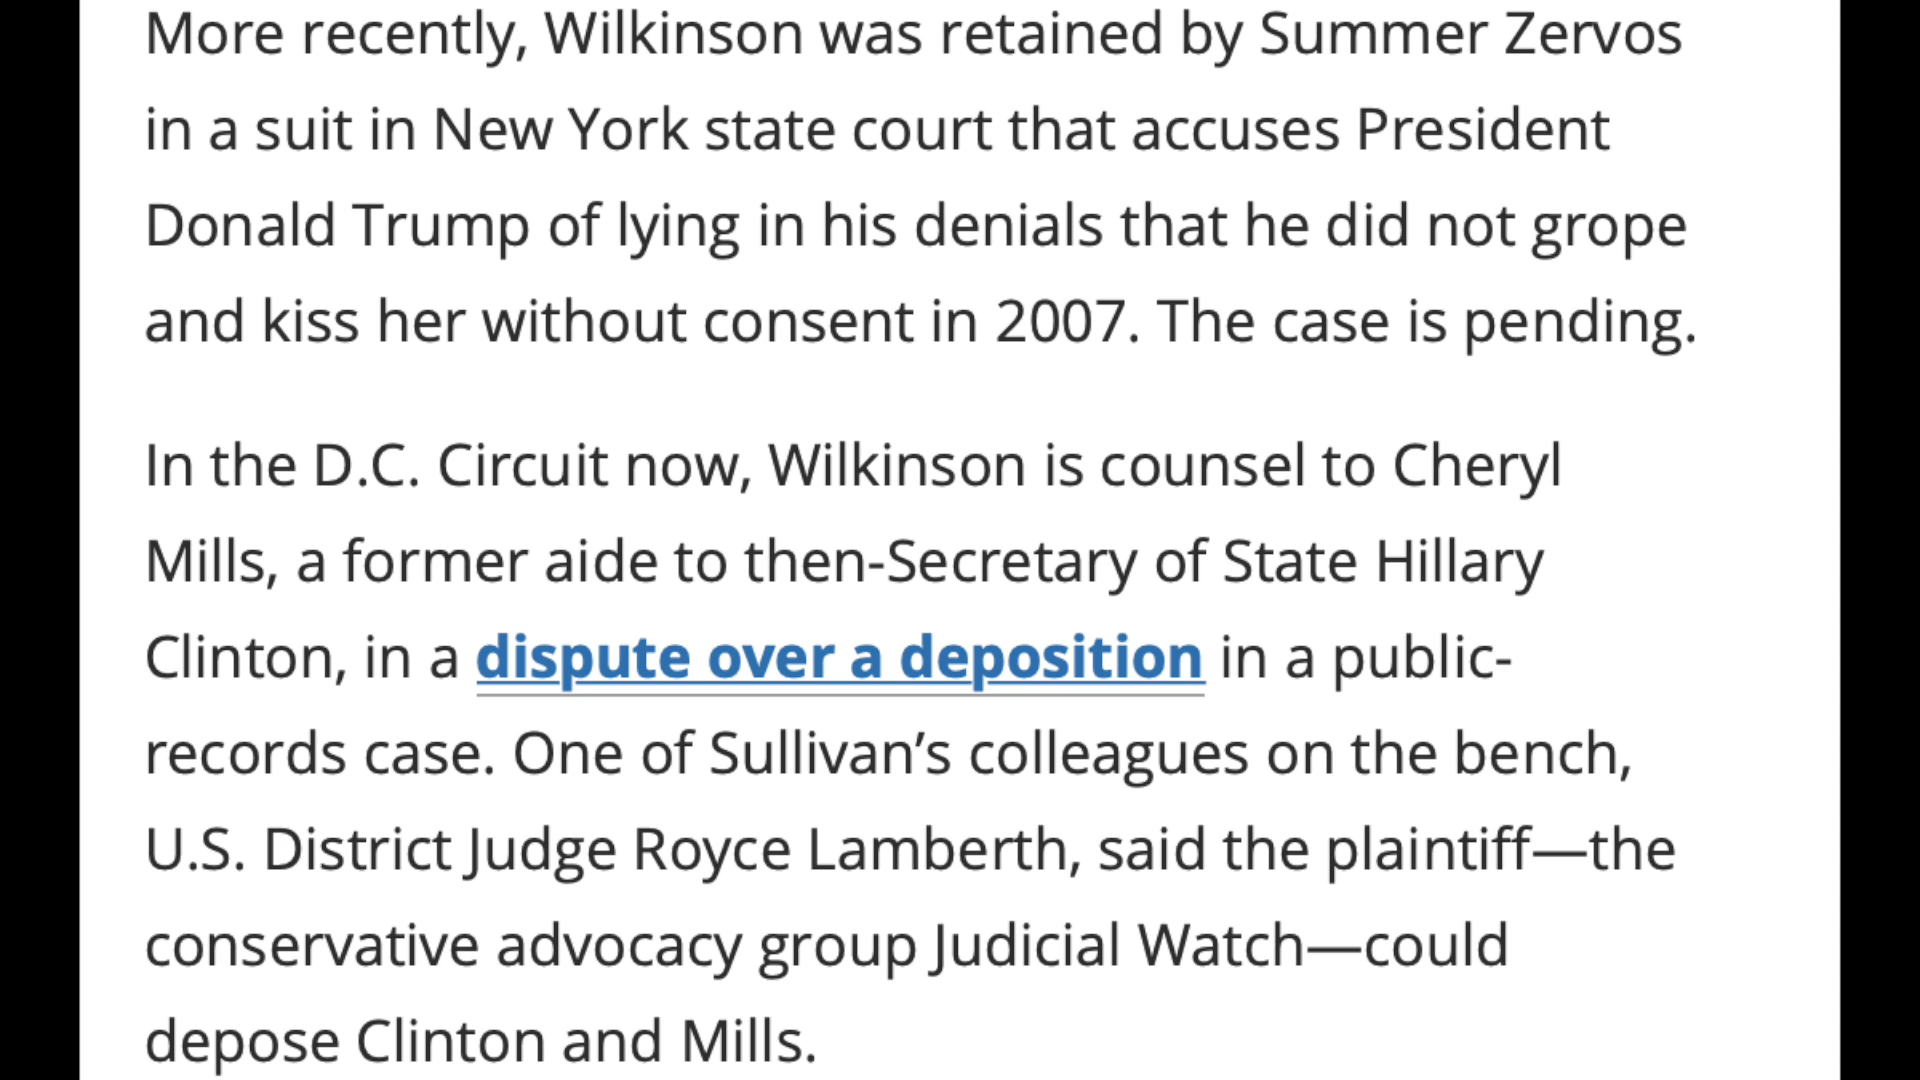 More recently, Wilkinson was retained by Summer Zervos
in a suit in New York state court that accuses President
Donald Trump of lying in his denials that he did not grope
and kiss her without consent in 2007. The case is pending.
In the D.C. Circuit now, Wilkinson is counsel to Cheryl
Mills, a former aide to then-Secretary of State Hillary
Clinton, in a dispute over a deposition in a public-
records case. One of Sullivan’s colleagues on the bench,
U.S. District Judge Royce Lamberth, said the plaintiff—the
conservative advocacy group Judicial Watch—could
depose Clinton and Mills.